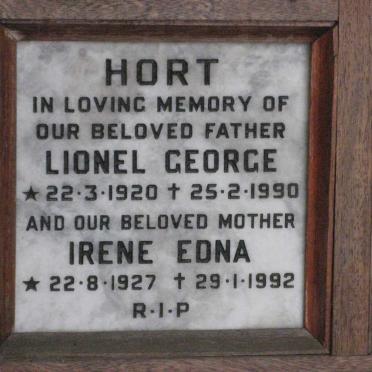 HORT
IN LOVING MEMORY OF
OUR BELOVED FATHER
LIONEL GEORGE
★ 22·3·1920 ✝ 25·2·1990
AND OUR BELOVED MOTHER
IRENE EDNA
★ 22·8·1927 ✝ 29·1·1992
R·I·P